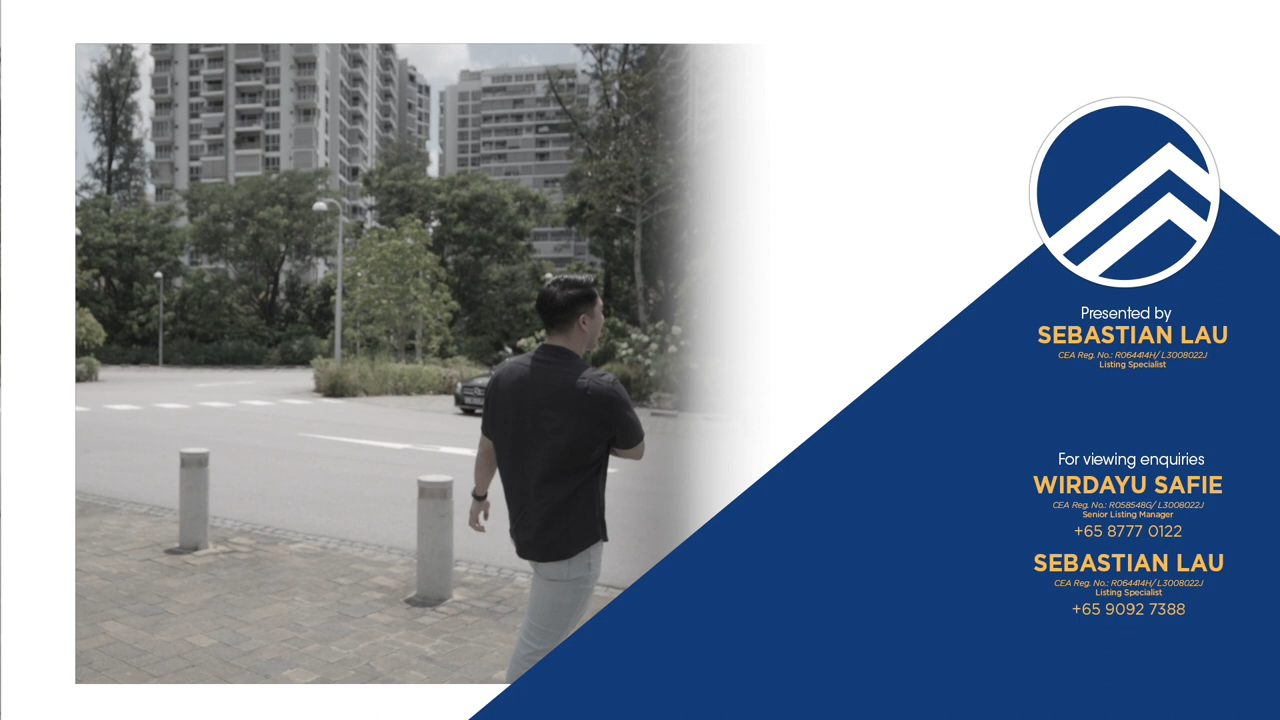 Presented by
SEBASTIAN LAU
CEA Reg. No.: R064414H/ L3008022J
Listing Specialist
For viewing enquiries
WIRDAYU SAFIE
CEA Reg. No.: R058548G/ L3008022J
Senior Listing Manager
+65 8777 0122
SEBASTIAN LAU
CEA Reg. No.: R064414H/ L3008022J
Listing Specialist
+65 9092 7388